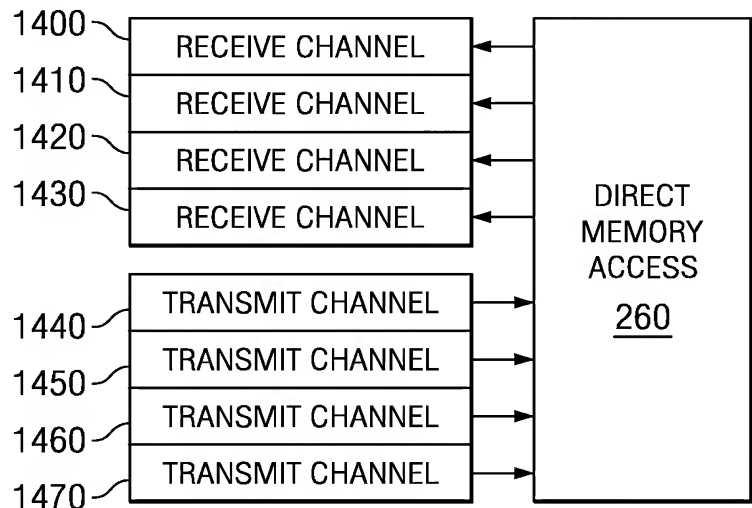 1400
RECEIVE CHANNEL
1410
RECEIVE CHANNEL
1420
RECEIVE CHANNEL
1430
RECEIVE CHANNEL
1440
TRANSMIT CHANNEL
1450
TRANSMIT CHANNEL
1460
TRANSMIT CHANNEL
1470
TRANSMIT CHANNEL
DIRECT
MEMORY
ACCESS
260